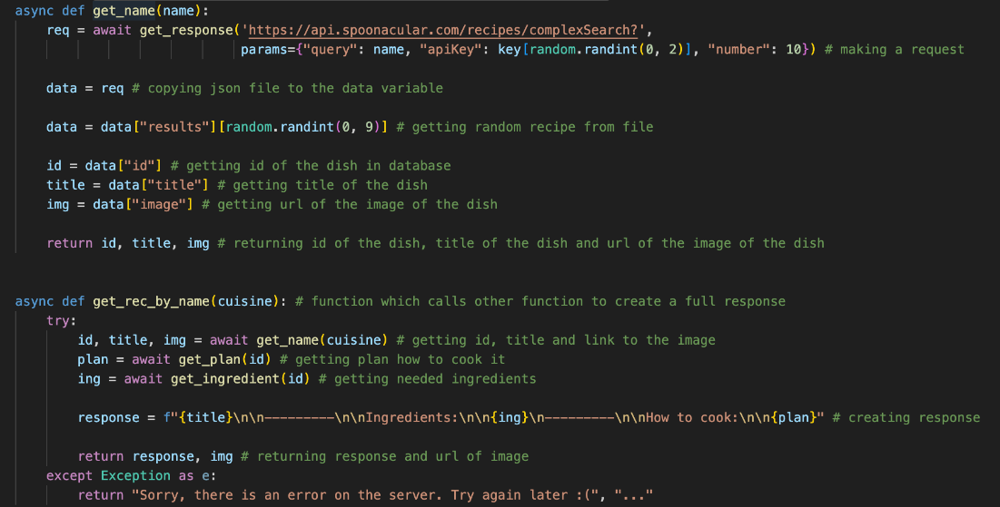 async def get_name(name):
    req = await get_response('https://api.spoonacular.com/recipes/complexSearch?',
                             params={"query": name, "apiKey": key[random.randint(0, 2)], "number": 10}) # making a request

    data = req # copying json file to the data variable

    data = data["results"][random.randint(0, 9)] # getting random recipe from file

    id = data["id"] # getting id of the dish in database
    title = data["title"] # getting title of the dish
    img = data["image"] # getting url of the image of the dish

    return id, title, img # returning id of the dish, title of the dish and url of the image of the dish


async def get_rec_by_name(cuisine): # function which calls other function to create a full response
    try:
        id, title, img = await get_name(cuisine) # getting id, title and link to the image
        plan = await get_plan(id) # getting plan how to cook it
        ing = await get_ingredient(id) # getting needed ingredients

        response = f"{title}\n\n---------\n\nIngredients:\n\n{ing}\n---------\n\nHow to cook:\n\n{plan}" # creating response

        return response, img # returning response and url of image
    except Exception as e:
        return "Sorry, there is an error on the server. Try again later :(", "..."